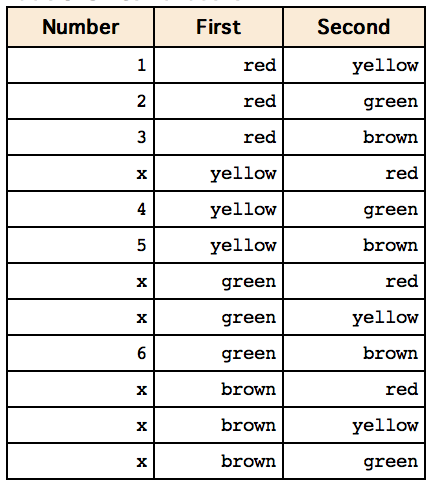 Number First Second
1 red yellow
2 red green
3 red brown
x yellow red
4 yellow green
5 yellow brown
x green red
x green yellow
6 green brown
x brown red
x brown yellow
x brown green